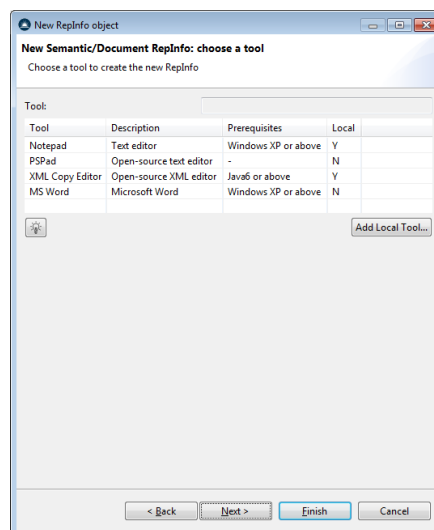 New RepInfo object
New Semantic/Document RepInfo: choose a tool
Choose a tool to create the new RepInfo
Tool:
Tool Description Prerequisites Local
Notepad Text editor Windows XP or above Y
PSPad Open-source text editor - N
XML Copy Editor Open-source XML editor Java6 or above Y
MS Word Microsoft Word Windows XP or above N
Add Local Tool...
< Back Next > Finish Cancel